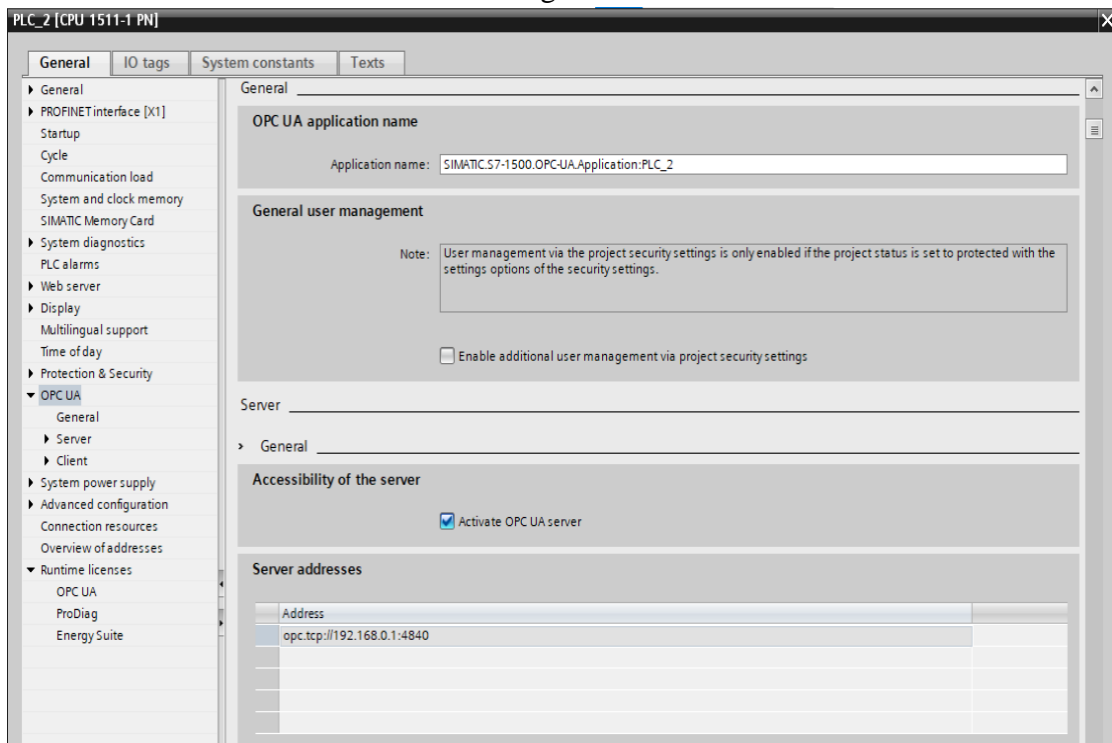 PLC_2 [CPU 1511-1 PN]
General
IO tags
System constants
Texts
General
PROFINET interface [X1]
Startup
Cycle
Communication load
System and clock memory
SIMATIC Memory Card
System diagnostics
PLC alarms
Web server
Display
Multilingual support
Time of day
Protection & Security
OPC UA
General
Server
Client
System power supply
Advanced configuration
Connection resources
Overview of addresses
Runtime licenses
OPC UA
ProDiag
Energy Suite
General
OPC UA application name
Application name: SIMATIC.S7-1500.OPC-UA.Application:PLC_2
General user management
Note: User management via the project security settings is only enabled if the project status is set to protected with the
settings options of the security settings.
Enable additional user management via project security settings
Server
General
Accessibility of the server
Activate OPC UA server
Server addresses
Address
opc.tcp://192.168.0.1:4840